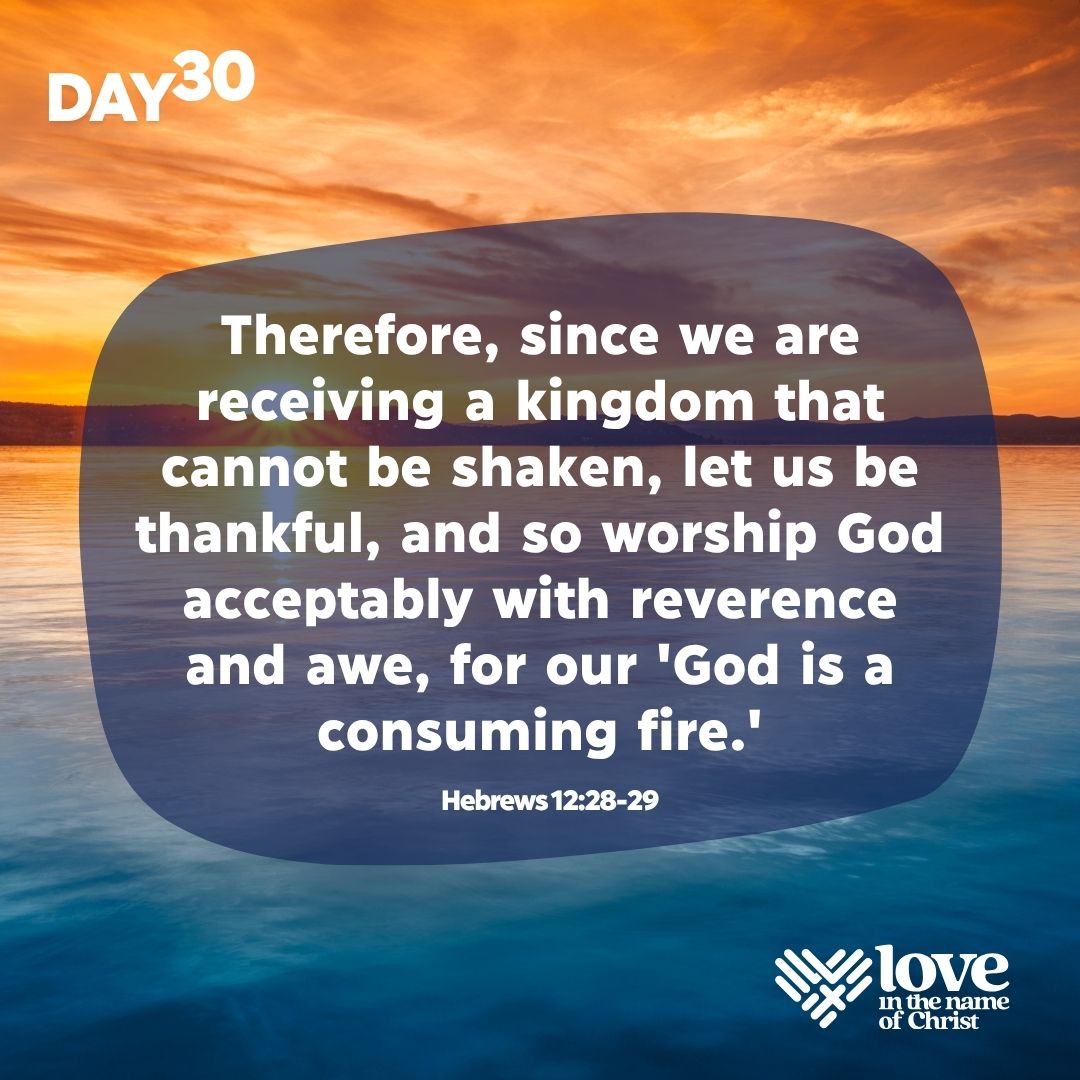 DAY 30
Therefore, since we are
receiving a kingdom that
cannot be shaken, let us be
thankful, and so worship God
acceptably with reverence
and awe, for our 'God is a
consuming fire.'
Hebrews 12:28-29
love
in the name
of Christ